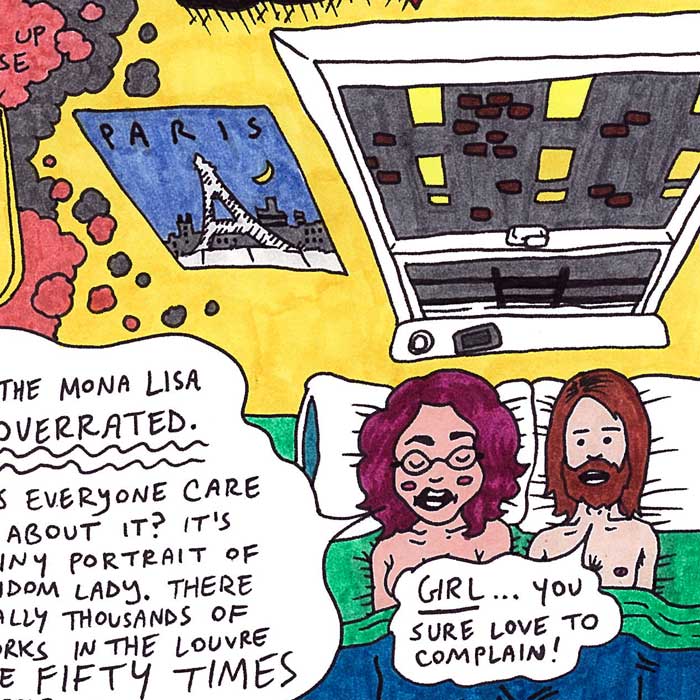 UP
SE
PARIS
THE MONA LISA
OVERRATED.
S EVERYONE CARE
ABOUT IT? IT'S
INY PORTRAIT OF
NDOM LADY. THERE
ALLY THOUSANDS OF
ORKS IN THE LOUVRE
E FIFTY TIMES
GIRL... YOU
SURE LOVE TO
COMPLAIN!